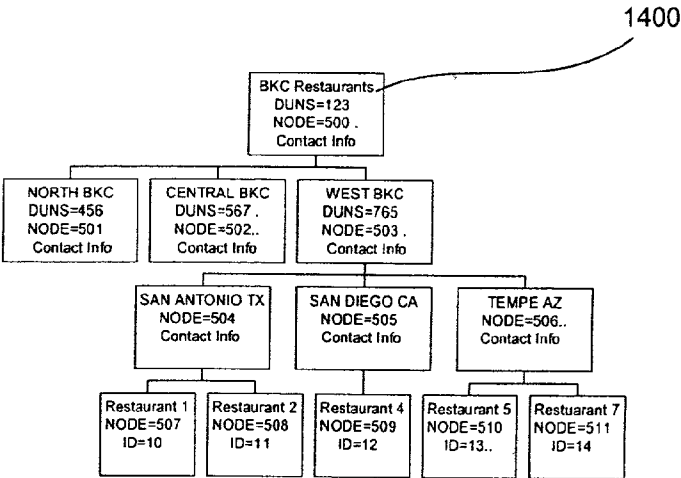 1400
BKC Restaurants
DUNS=123
NODE=500 .
Contact Info
NORTH BKC
DUNS=456
NODE=501
Contact Info
CENTRAL BKC
DUNS=567 .
NODE=502..
Contact Info
WEST BKC
DUNS=765
NODE=503 .
Contact Info
SAN ANTONIO TX
NODE=504
Contact Info
SAN DIEGO CA
NODE=505
Contact Info
TEMPE AZ
NODE=506..
Contact Info
Restaurant 1
NODE=507
ID=10
Restaurant 2
NODE=508
ID=11
Restaurant 4
NODE=509
ID=12
Restaurant 5
NODE=510
ID=13..
Restuarant 7
NODE=511
ID=14